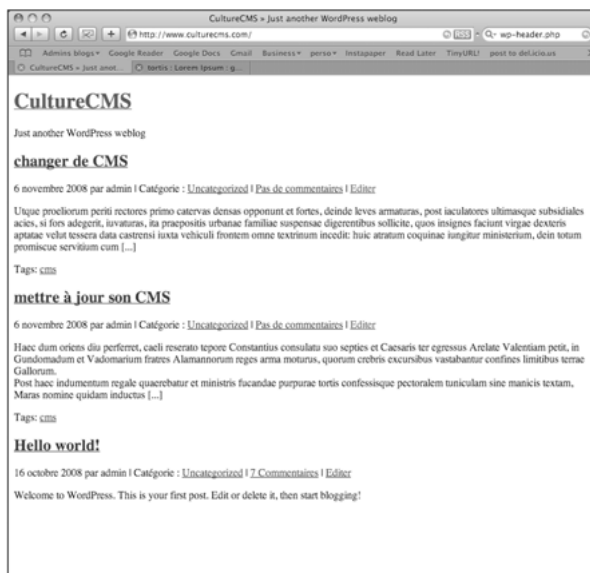 CultureCMS » Just another WordPress weblog
http://www.culturecms.com/ RSS wp-header.php
Admins blogs Google Reader Google Docs Gmail Business perso Instapaper Read Later TinyURL! post to del.icio.us
CultureCMS » Just anot... tortis : Lorem Ipsum : g...
CultureCMS
Just another WordPress weblog
changer de CMS
6 novembre 2008 par admin | Catégorie : Uncategorized | Pas de commentaires | Editer
Utque proeliorum periti rectores primo catervas densas opponunt et fortes, deinde leves armaturas, post iaculatores ultimasque subsidiales
acies, si fors adegerit, iuvaturas, ita praepositis urbanae familiae suspensae digerentibus sollicite, quos insignes faciunt virgae dexteris
aptatae velut tessera data castrensi iuxta vehiculi frontem omne textrinum incedit: huic atratum coquinae iungitur ministerium, dein totum
promiscue servitium cum [...]
Tags: cms
mettre à jour son CMS
6 novembre 2008 par admin | Catégorie : Uncategorized | Pas de commentaires | Editer
Haec dum oriens diu perferret, caeli reserato tepore Constantius consulatu suo septies et Caesaris ter egressus Arelate Valentiam petit, in
Gundomadum et Vadomarium fratres Alamannorum reges arma moturus, quorum crebris excursibus vastabantur confines limitibus terrae
Gallorum.
Post haec indumentum regale quaerebatur et ministris fucandae purpurae tortis confessisque pectoralem tuniculam sine manicis textam,
Maras nomine quidam inductus [...]
Tags: cms
Hello world!
16 octobre 2008 par admin | Catégorie : Uncategorized | 7 Commentaires | Editer
Welcome to WordPress. This is your first post. Edit or delete it, then start blogging!